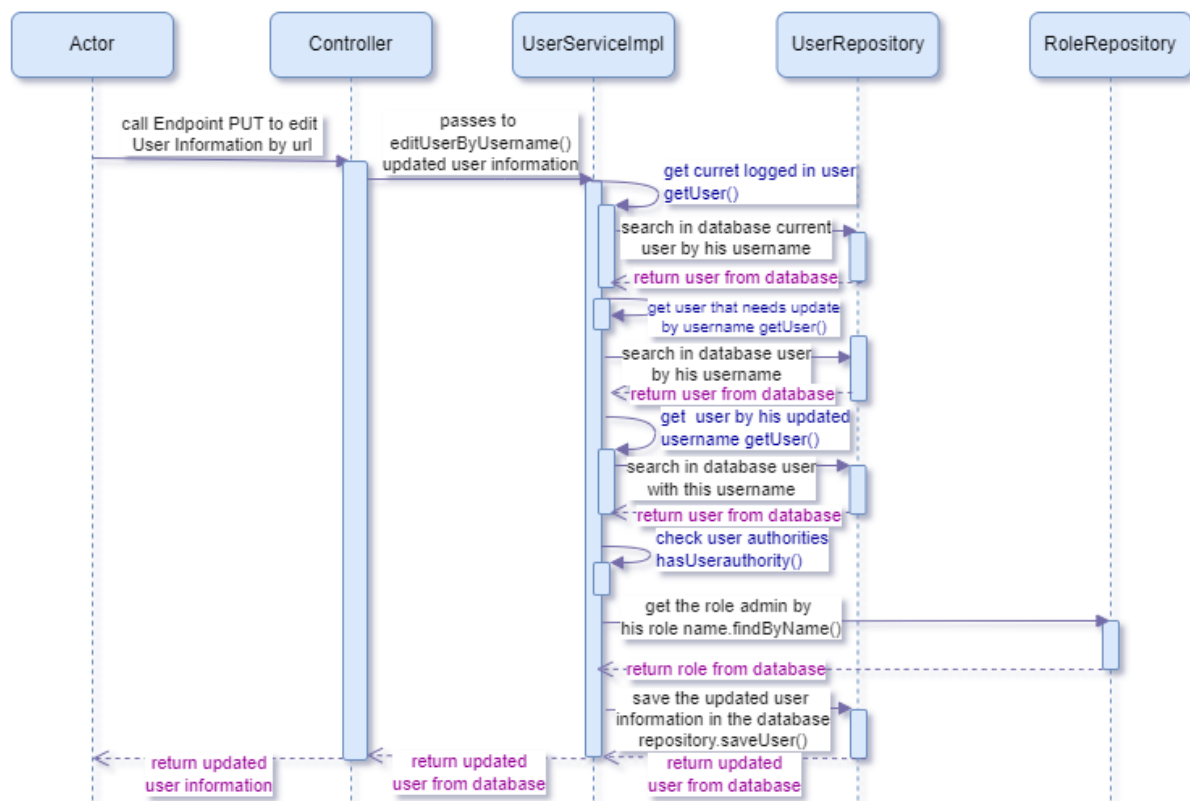 Actor
Controller
UserServiceImpl
UserRepository
RoleRepository
call Endpoint PUT to edit
User Information by url
passes to
editUserByUsername()
updated user information
get curret logged in user
getUser()
search in database current
user by his username
return user from database
get user that needs update
by username getUser()
search in database user
by his username
return user from database
get user by his updated
username getUser()
search in database user
with this username
return user from database
check user authorities
hasUserauthority()
get the role admin by
his role name.findByName()
return role from database
save the updated user
information in the database
repository.saveUser()
return updated
user from database
return updated
user from database
return updated
user information